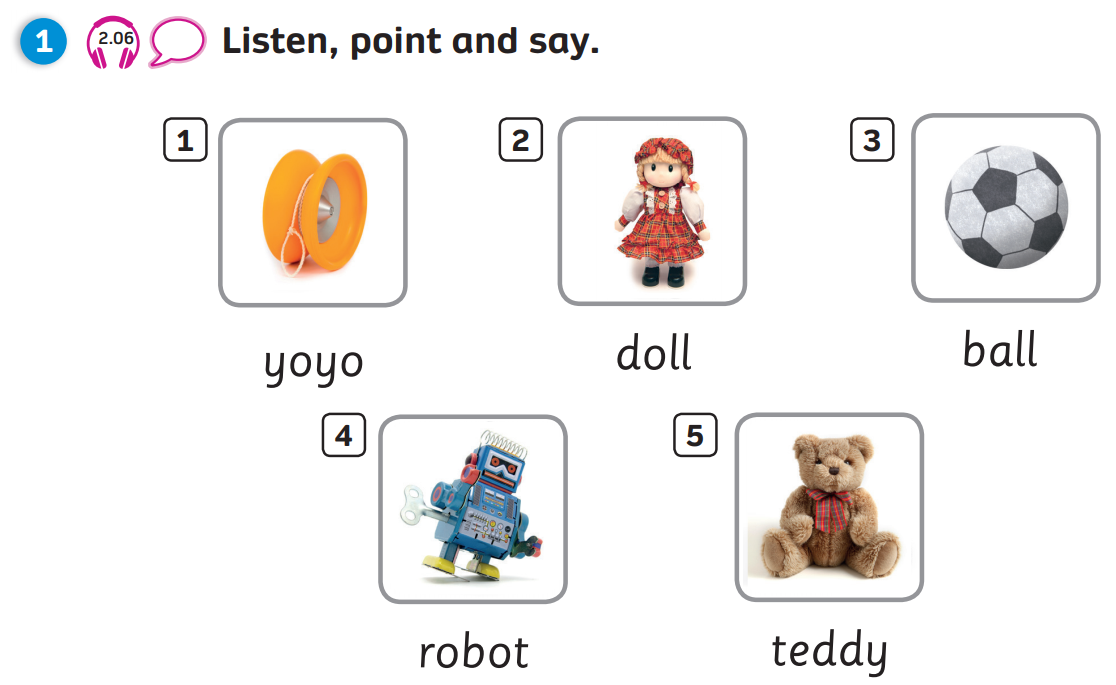 1 2.06 Listen, point and say.
1 2 3
yoyo doll ball
4 5
robot teddy